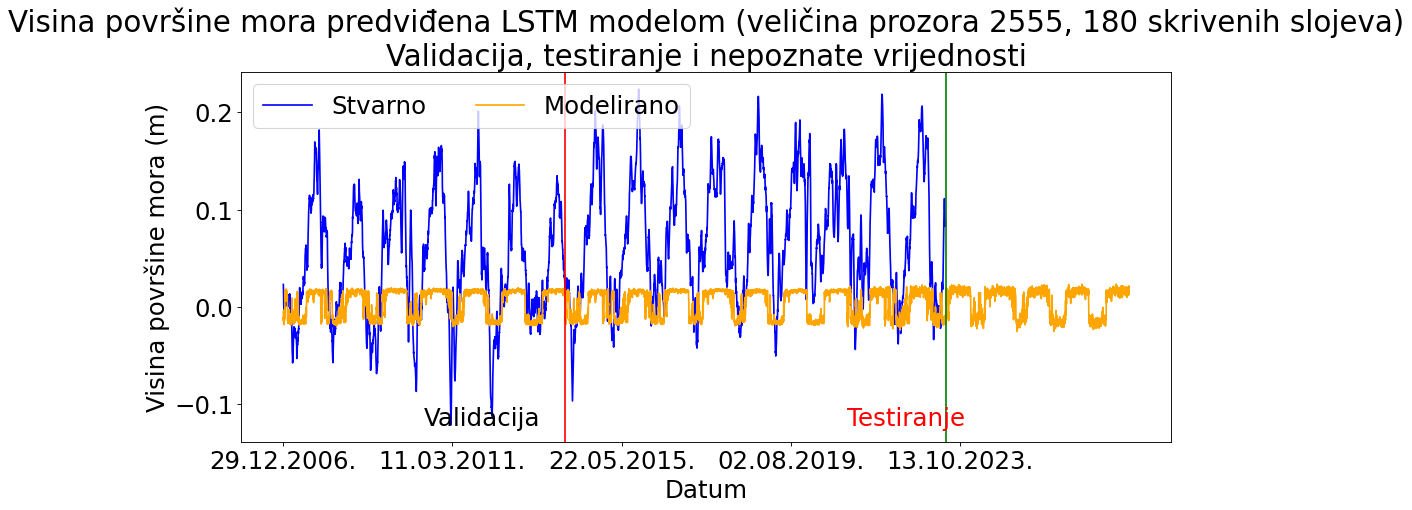 Visina površine mora predviđena LSTM modelom (veličina prozora 2555, 180 skrivenih slojeva)
Validacija, testiranje i nepoznate vrijednosti
Stvarno
Modelirano
Visina površine mora (m)
0.2
0.1
0.0
−0.1
Validacija
Testiranje
29.12.2006.
11.03.2011.
22.05.2015.
02.08.2019.
13.10.2023.
Datum